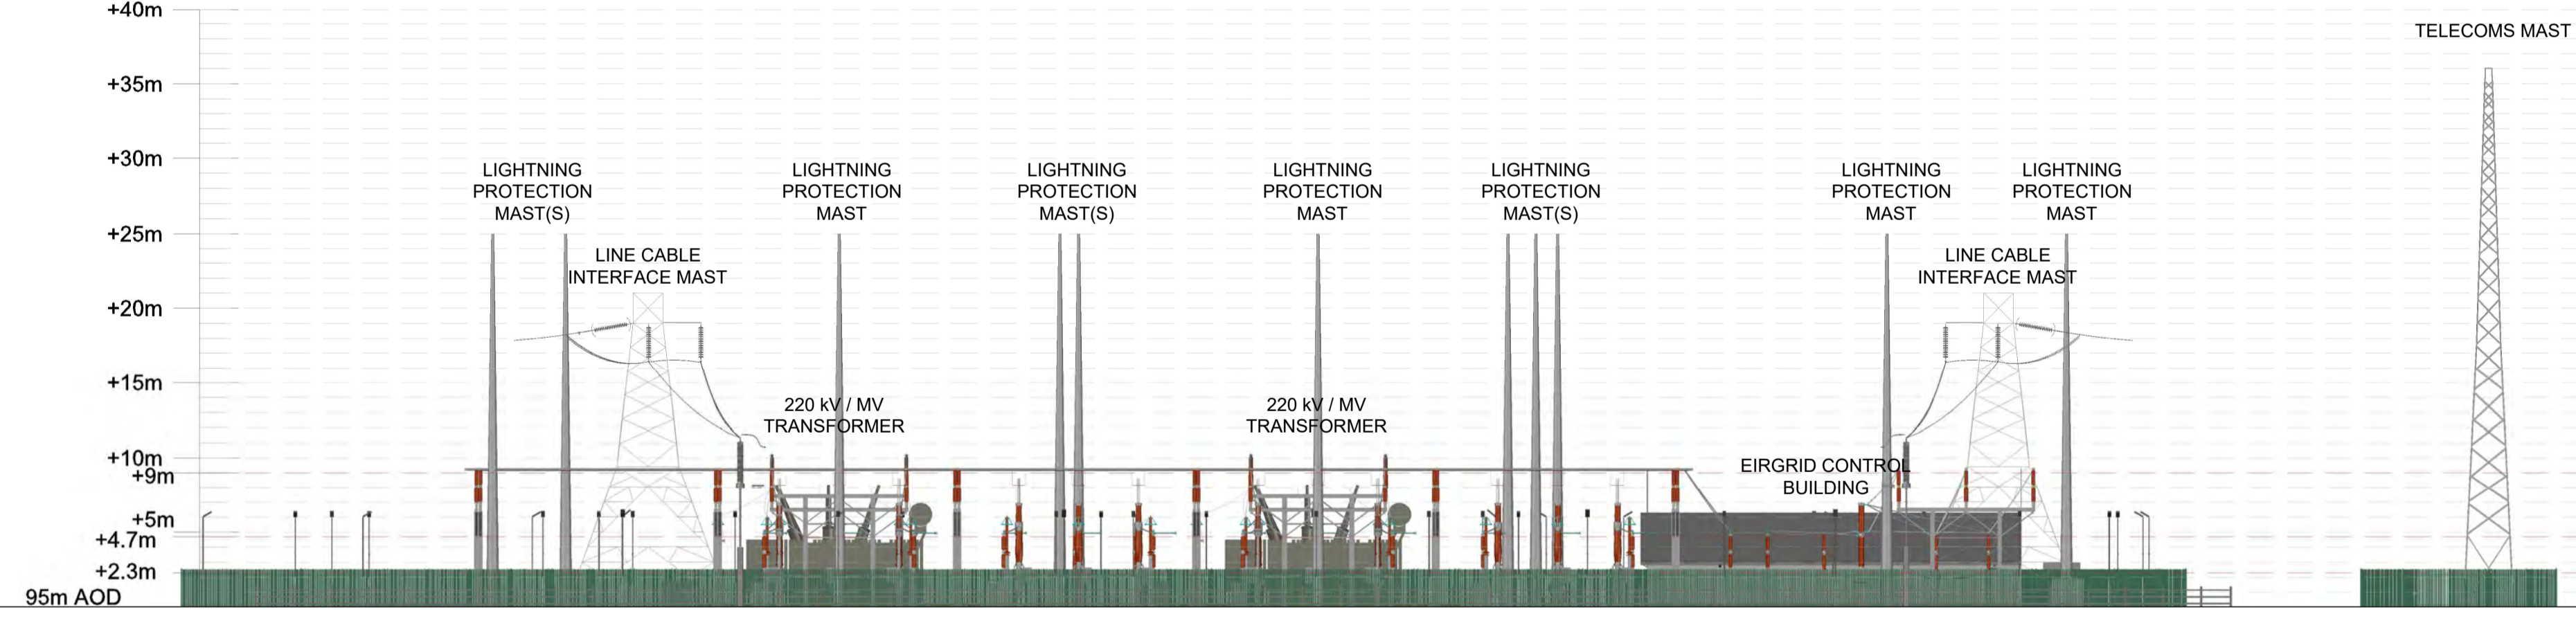 +40m
TELECOMS MAST
+35m
+30m
LIGHTNING
PROTECTION
MAST(S)
LIGHTNING
PROTECTION
MAST
LIGHTNING
PROTECTION
MAST(S)
LIGHTNING
PROTECTION
MAST
LIGHTNING
PROTECTION
MAST(S)
LIGHTNING
PROTECTION
MAST
LIGHTNING
PROTECTION
MAST
+25m
LINE CABLE
INTERFACE MAST
LINE CABLE
INTERFACE MAST
+20m
+15m
220 kV / MV
TRANSFORMER
220 kV / MV
TRANSFORMER
+10m
+9m
EIRGRID CONTROL
BUILDING
+5m
+4.7m
+2.3m
95m AOD